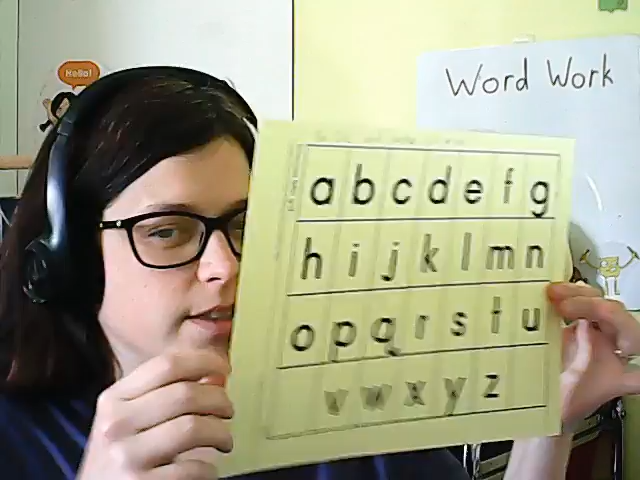 Hello!
Word Work
a b c d e f g
h i j k l m n
o p q r s t u
v w x y z